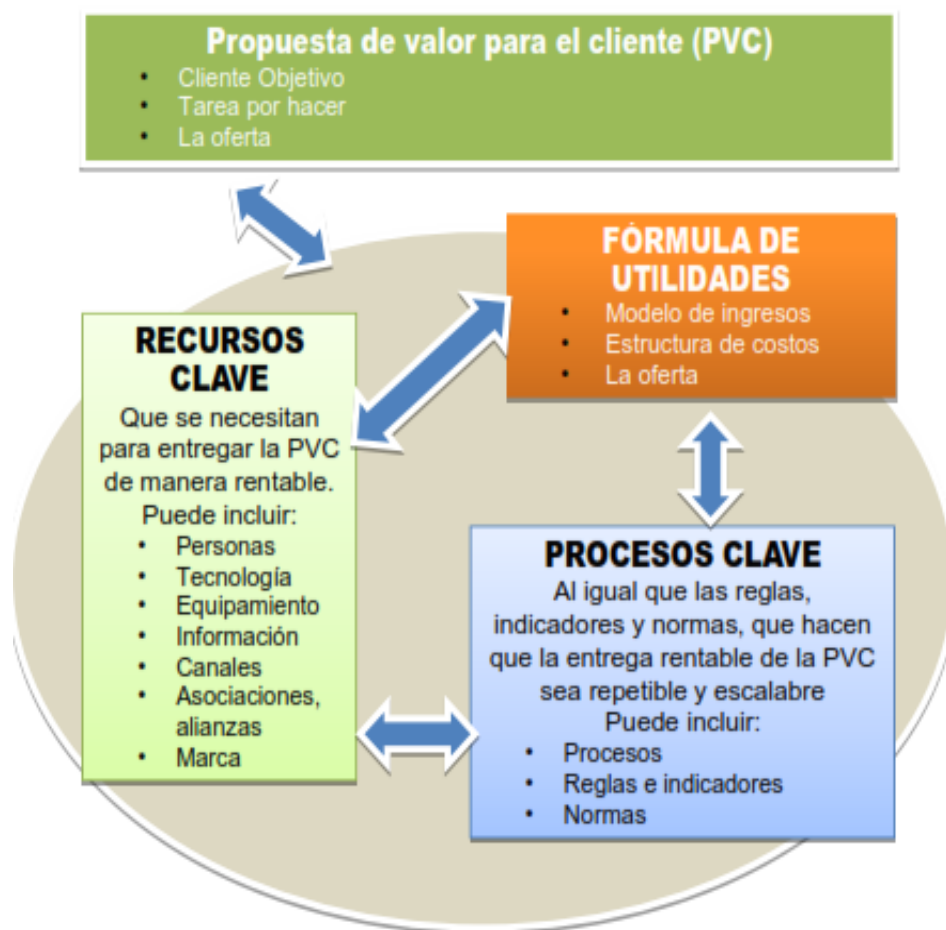 Propuesta de valor para el cliente (PVC)
• Cliente Objetivo
• Tarea por hacer
• La oferta
FÓRMULA DE
UTILIDADES
• Modelo de ingresos
• Estructura de costos
• La oferta
RECURSOS
CLAVE
Que se necesitan
para entregar la PVC
de manera rentable.
Puede incluir:
• Personas
• Tecnología
• Equipamiento
• Información
• Canales
• Asociaciones,
alianzas
• Marca
PROCESOS CLAVE
Al igual que las reglas,
indicadores y normas, que hacen
que la entrega rentable de la PVC
sea repetible y escalabre
Puede incluir:
• Procesos
• Reglas e indicadores
• Normas